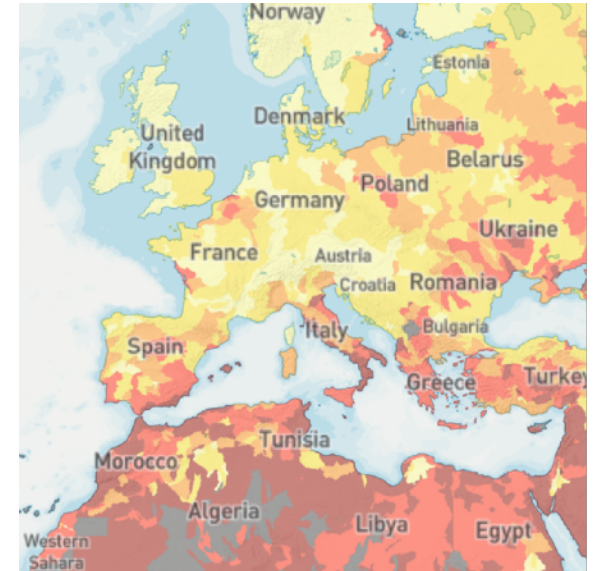 Norway
Estonia
Denmark
Lithuania
United
Kingdom
Belarus
Poland
Germany
Ukraine
France
Austria
Croatia
Romania
Spain
Italy
Bulgaria
Greece
Turkey
Tunisia
Morocco
Algeria
Libya
Egypt
Western
Sahara